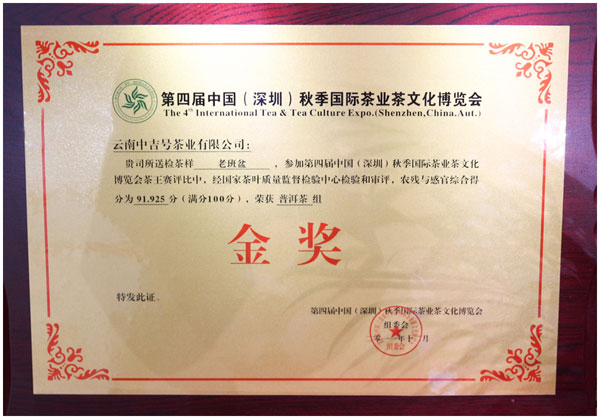 第四届中国（深圳）秋季国际茶业茶文化博览会
The 4th International Tea & Tea Culture Expo.(Shenzhen,China.Aut.)
云南中吉号茶业有限公司：
贵司所送检茶样 老班盆 ，参加第四届中国（深圳）秋季国际茶业茶文化
博览会茶王赛评比中，经国家茶叶质量监督检验中心检验和审评，农残与感官综合得
分为 91.925 分（满分100分），荣获 普洱茶 组
金奖
特发此证。
第四届中国（深圳）秋季国际茶业茶文化博览会
组委会
组委会